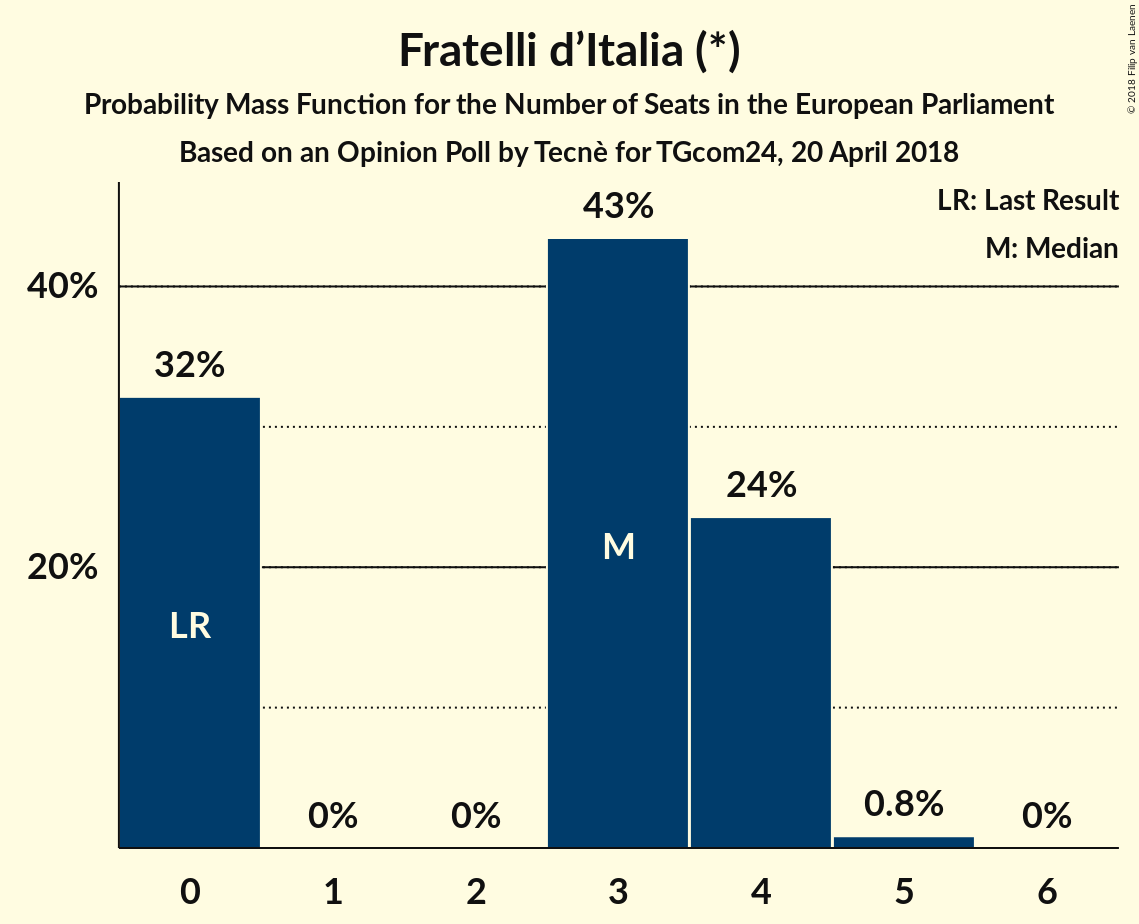 Fratelli d’Italia (*)
Probability Mass Function for the Number of Seats in the European Parliament
Based on an Opinion Poll by Tecnè for TGcom24, 20 April 2018
© 2018 Filip van Laenen
LR: Last Result
M: Median
40%
20%
32%
0%
0%
43%
24%
0.8%
0%
LR
M
0 1 2 3 4 5 6